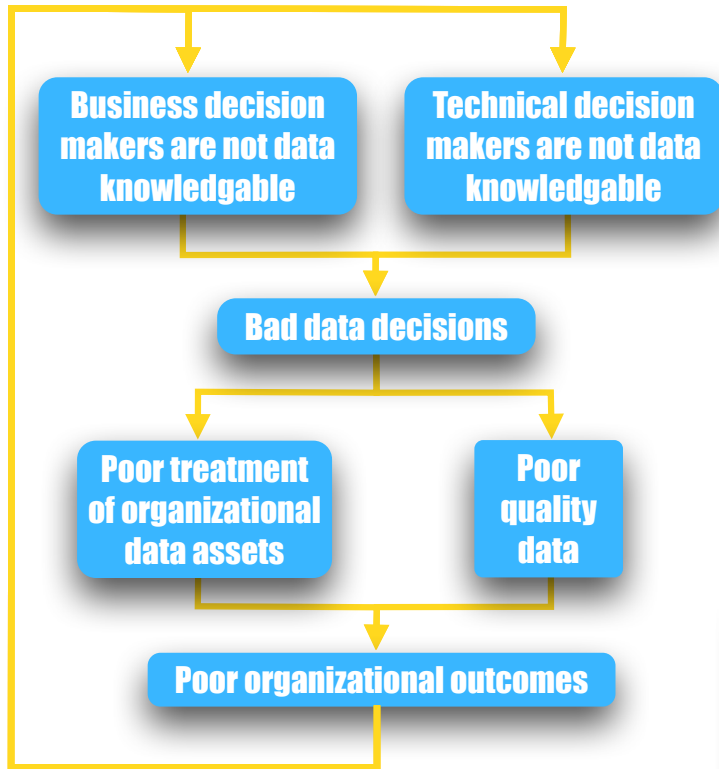 Business decision
makers are not data
knowledgable
Technical decision
makers are not data
knowledgable
Bad data decisions
Poor treatment
of organizational
data assets
Poor
quality
data
Poor organizational outcomes